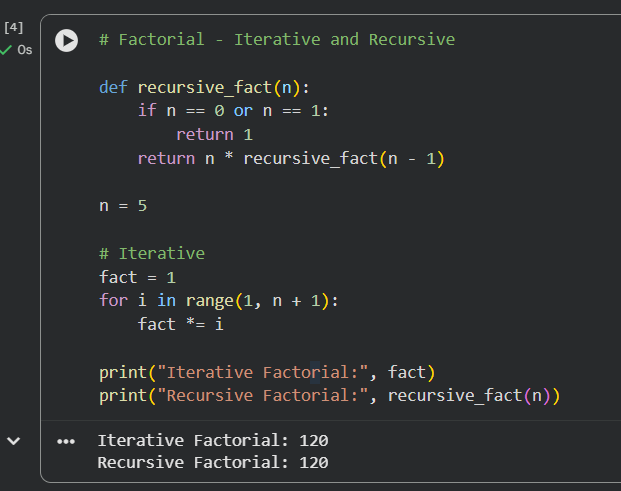 [4]
0s
# Factorial - Iterative and Recursive
def recursive_fact(n):
    if n == 0 or n == 1:
        return 1
    return n * recursive_fact(n - 1)
n = 5
# Iterative
fact = 1
for i in range(1, n + 1):
    fact *= i
print("Iterative Factorial:", fact)
print("Recursive Factorial:", recursive_fact(n))
Iterative Factorial: 120
Recursive Factorial: 120